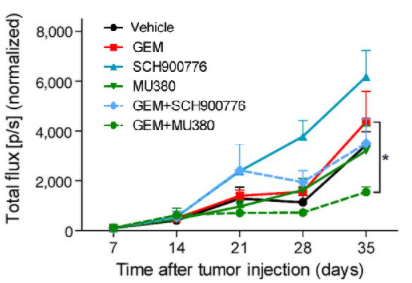 Total flux [p/s] (normalized)
8,000
6,000
4,000
2,000
0
Vehicle
GEM
SCH900776
MU380
GEM+SCH900776
GEM+MU380
*
7 14 21 28 35
Time after tumor injection (days)